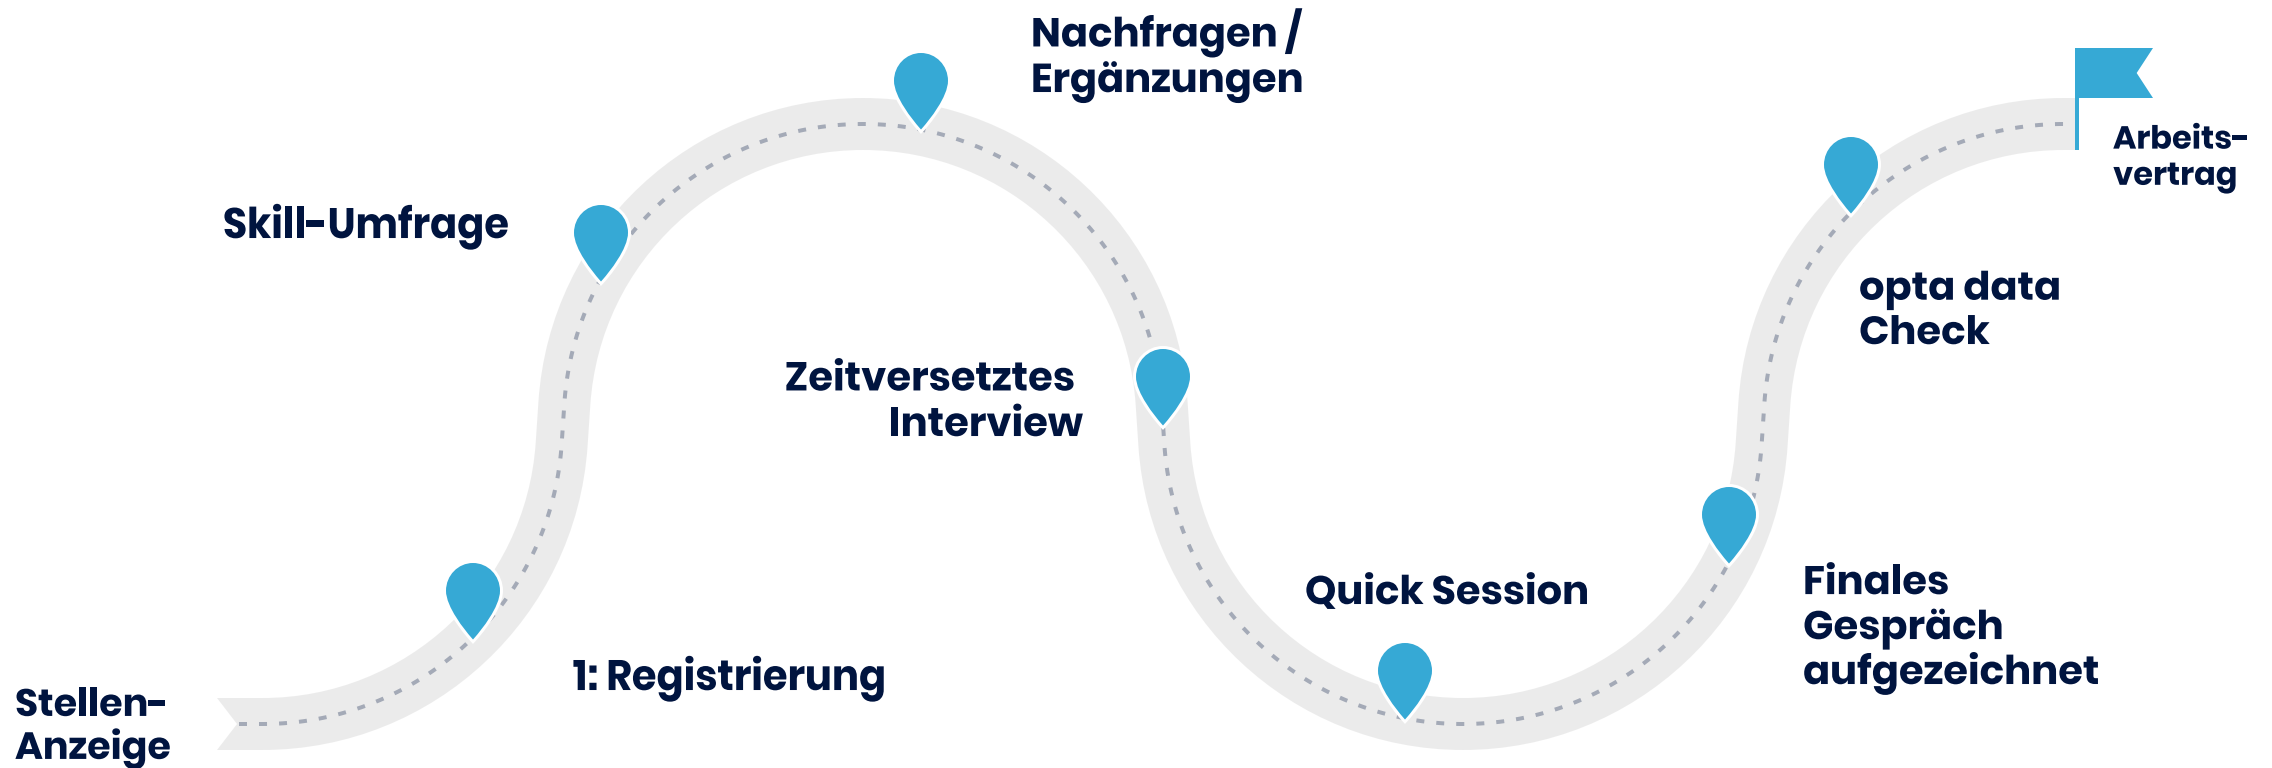 Stellen-
Anzeige
1: Registrierung
Skill-Umfrage
Nachfragen /
Ergänzungen
Zeitversetztes
Interview
Quick Session
Finales
Gespräch
aufgezeichnet
opta data
Check
Arbeits-
vertrag